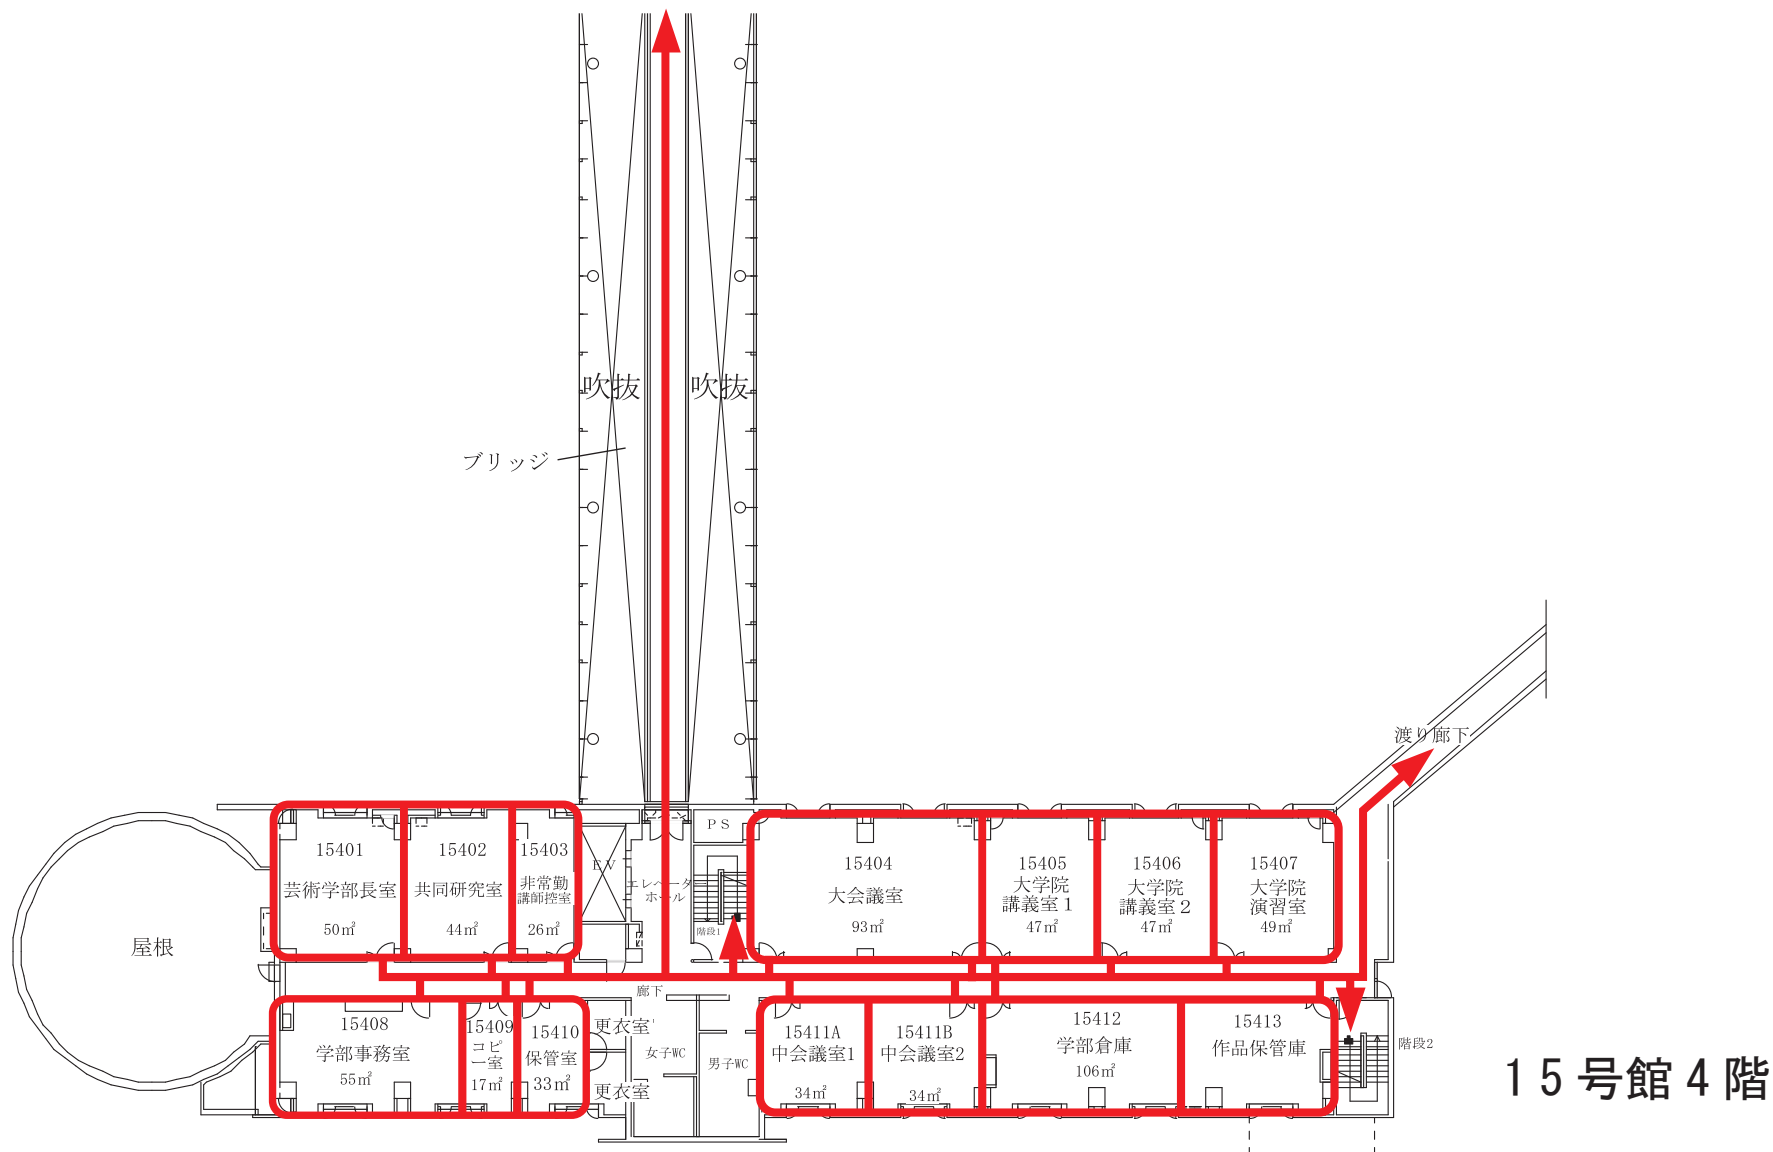 吹抜
吹抜
ブリッジ
渡り廊下
15401
芸術学部長室
50㎡
15402
共同研究室
44㎡
15403
非常勤
講師控室
26㎡
EV
エレベーター
ホール
PS
階段1
15404
大会議室
93㎡
15405
大学院
講義室1
47㎡
15406
大学院
講義室2
47㎡
15407
大学院
演習室
49㎡
屋根
廊下
15408
学部事務室
55㎡
15409
コピ
ー室
17㎡
15410
保管室
33㎡
更衣室
更衣室
女子WC
男子WC
15411A
中会議室1
34㎡
15411B
中会議室2
34㎡
15412
学部倉庫
106㎡
15413
作品保管庫
階段2
15号館4階